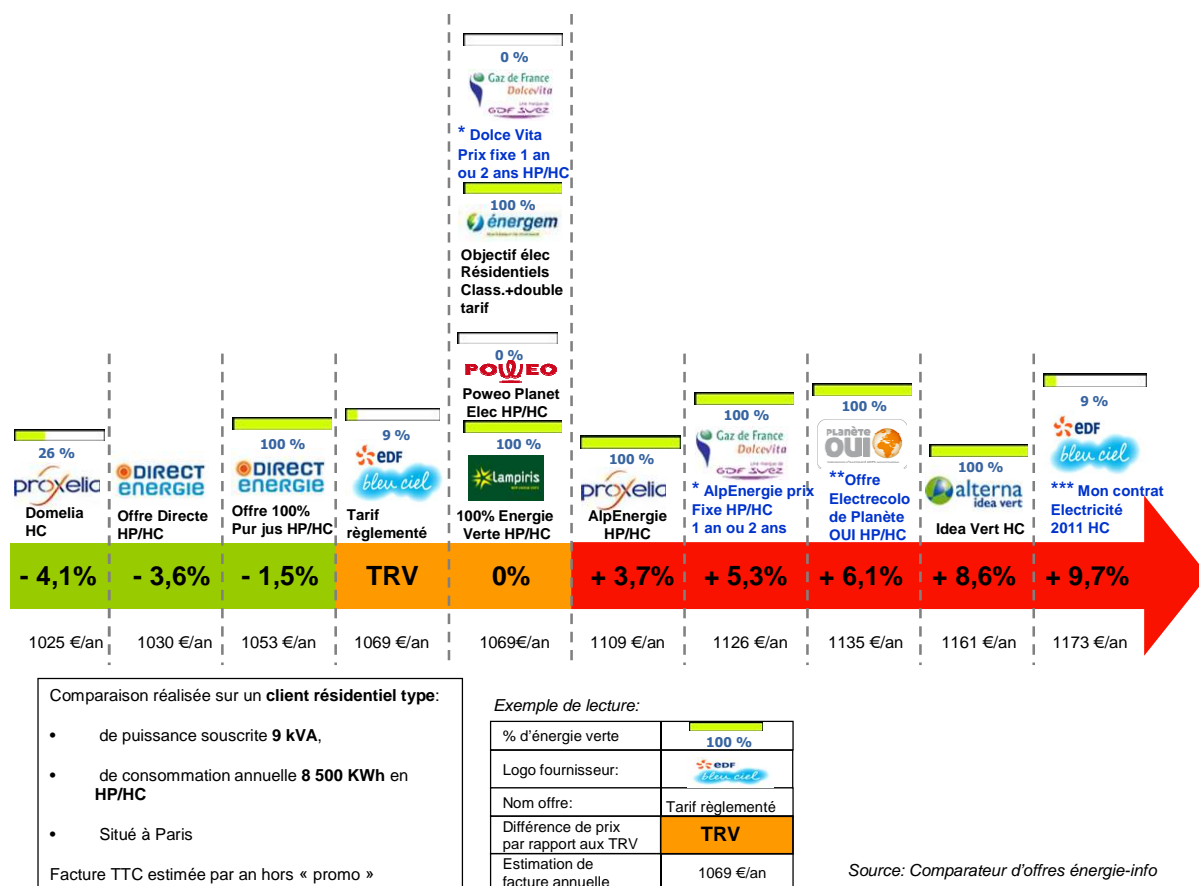 0 %
Gaz de France
Dolcevita
une marque de
GDF SUEZ
* Dolce Vita
Prix fixe 1 an
ou 2 ans HP/HC
100 %
énergem
Objectif élec
Résidentiels
Class.+double
tarif
0 %
POWEO
Poweo Planet
Elec HP/HC
100 %
Lampiris
100% Energie
Verte HP/HC
26 %
proxelia
Domelia
HC
DIRECT
ENERGIE
Offre Directe
HP/HC
100 %
DIRECT
ENERGIE
Offre 100%
Pur jus HP/HC
9 %
EDF
bleu ciel
Tarif
règlementé
100 %
proxelia
AlpEnergie
HP/HC
100 %
Gaz de France
Dolcevita
une marque de
GDF SUEZ
* AlpEnergie prix
Fixe HP/HC
1 an ou 2 ans
100 %
PLANÈTE
OUI
**Offre
Electrecolo
de Planète
OUI HP/HC
100 %
alterna
idea vert
Idea Vert HC
9 %
EDF
bleu ciel
*** Mon contrat
Electricité
2011 HC
- 4,1% - 3,6% - 1,5% TRV 0% + 3,7% + 5,3% + 6,1% + 8,6% + 9,7%
1025 €/an 1030 €/an 1053 €/an 1069 €/an 1069€/an 1109 €/an 1126 €/an 1135 €/an 1161 €/an 1173 €/an
Comparaison réalisée sur un client résidentiel type:
• de puissance souscrite 9 kVA,
• de consommation annuelle 8 500 KWh en
HP/HC
• Situé à Paris
Facture TTC estimée par an hors « promo »
Exemple de lecture:
% d'énergie verte 100 %
Logo fournisseur: EDF bleu ciel
Nom offre: Tarif règlementé
Différence de prix
par rapport aux TRV TRV
Estimation de
facture annuelle 1069 €/an
Source: Comparateur d'offres énergie-info